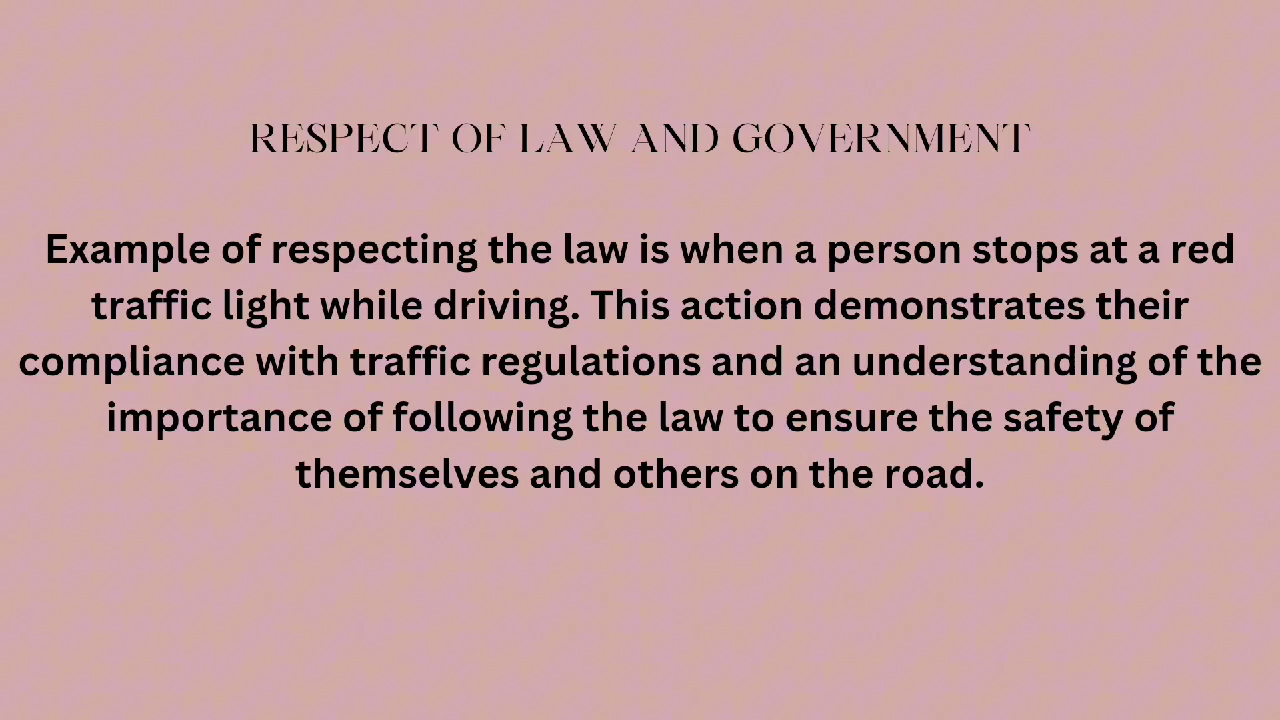 RESPECT OF LAW AND GOVERNMENT
Example of respecting the law is when a person stops at a red
traffic light while driving. This action demonstrates their
compliance with traffic regulations and an understanding of the
importance of following the law to ensure the safety of
themselves and others on the road.